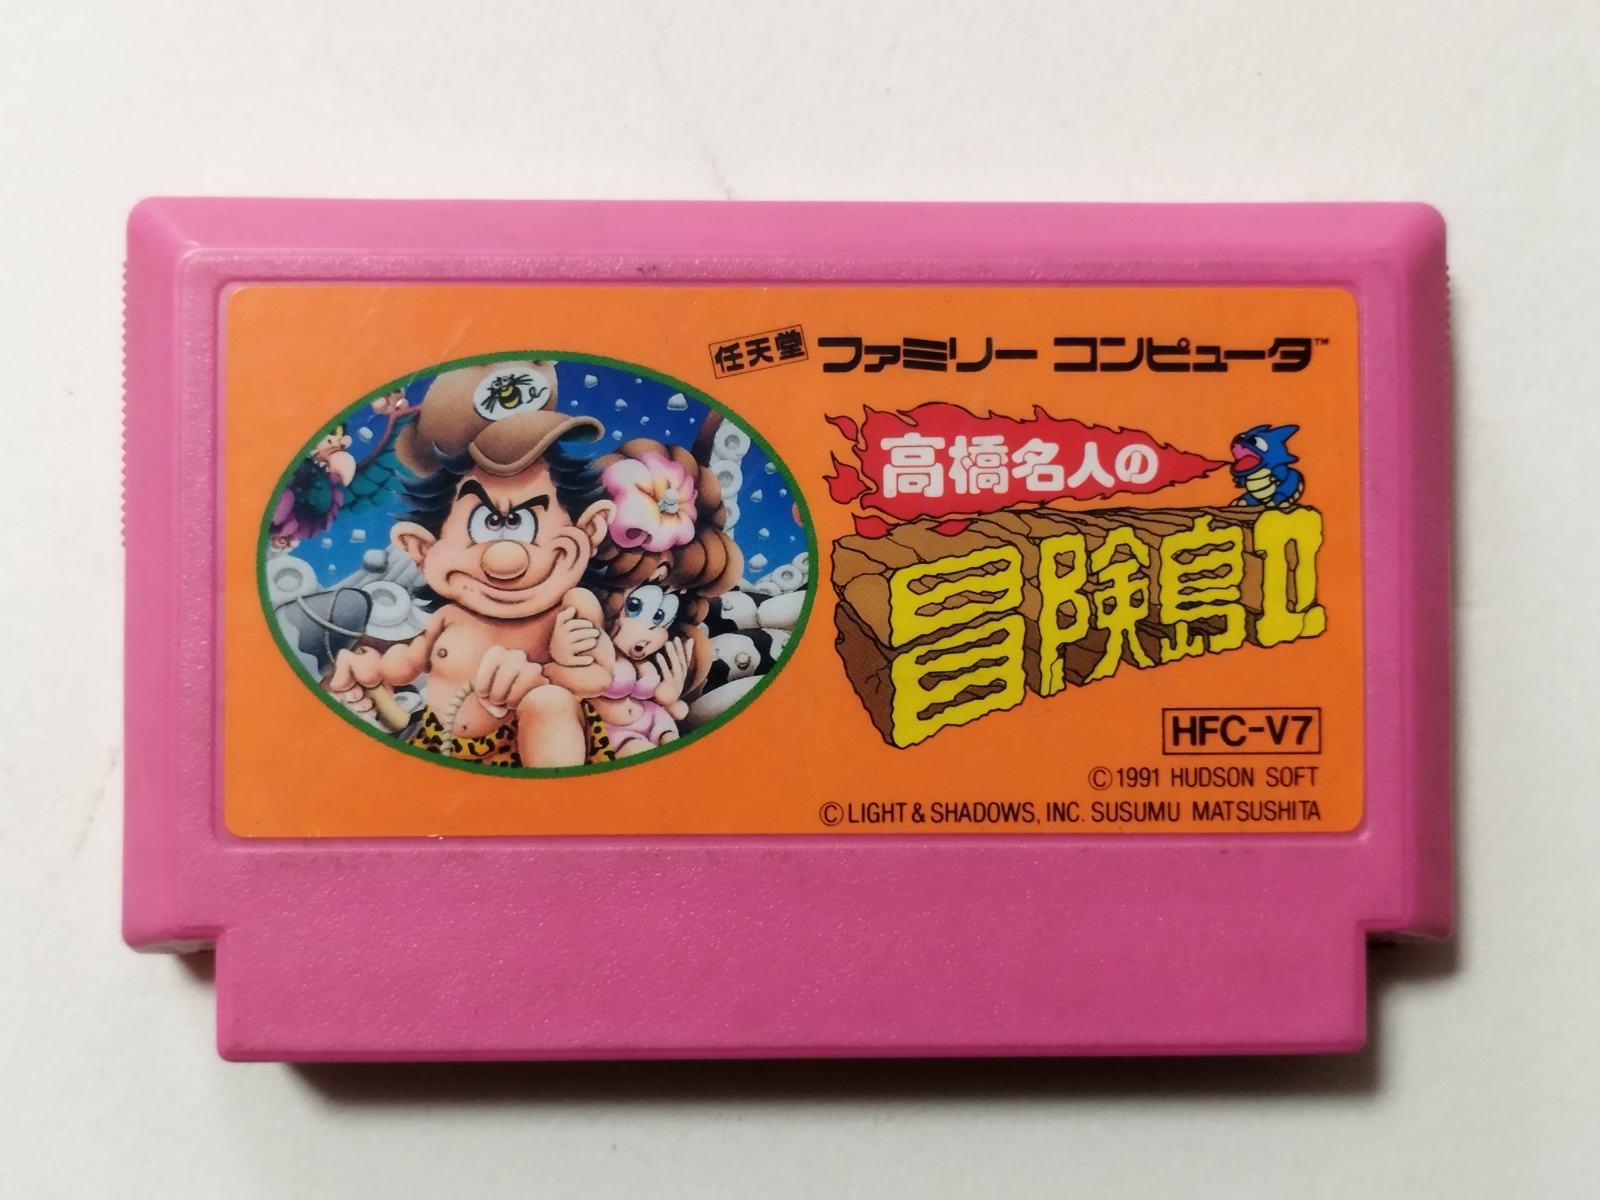 任天堂 ファミリー コンピュータ™
高橋名人の
冒険島II
HFC-V7
©1991 HUDSON SOFT
©LIGHT & SHADOWS, INC. SUSUMU MATSUSHITA